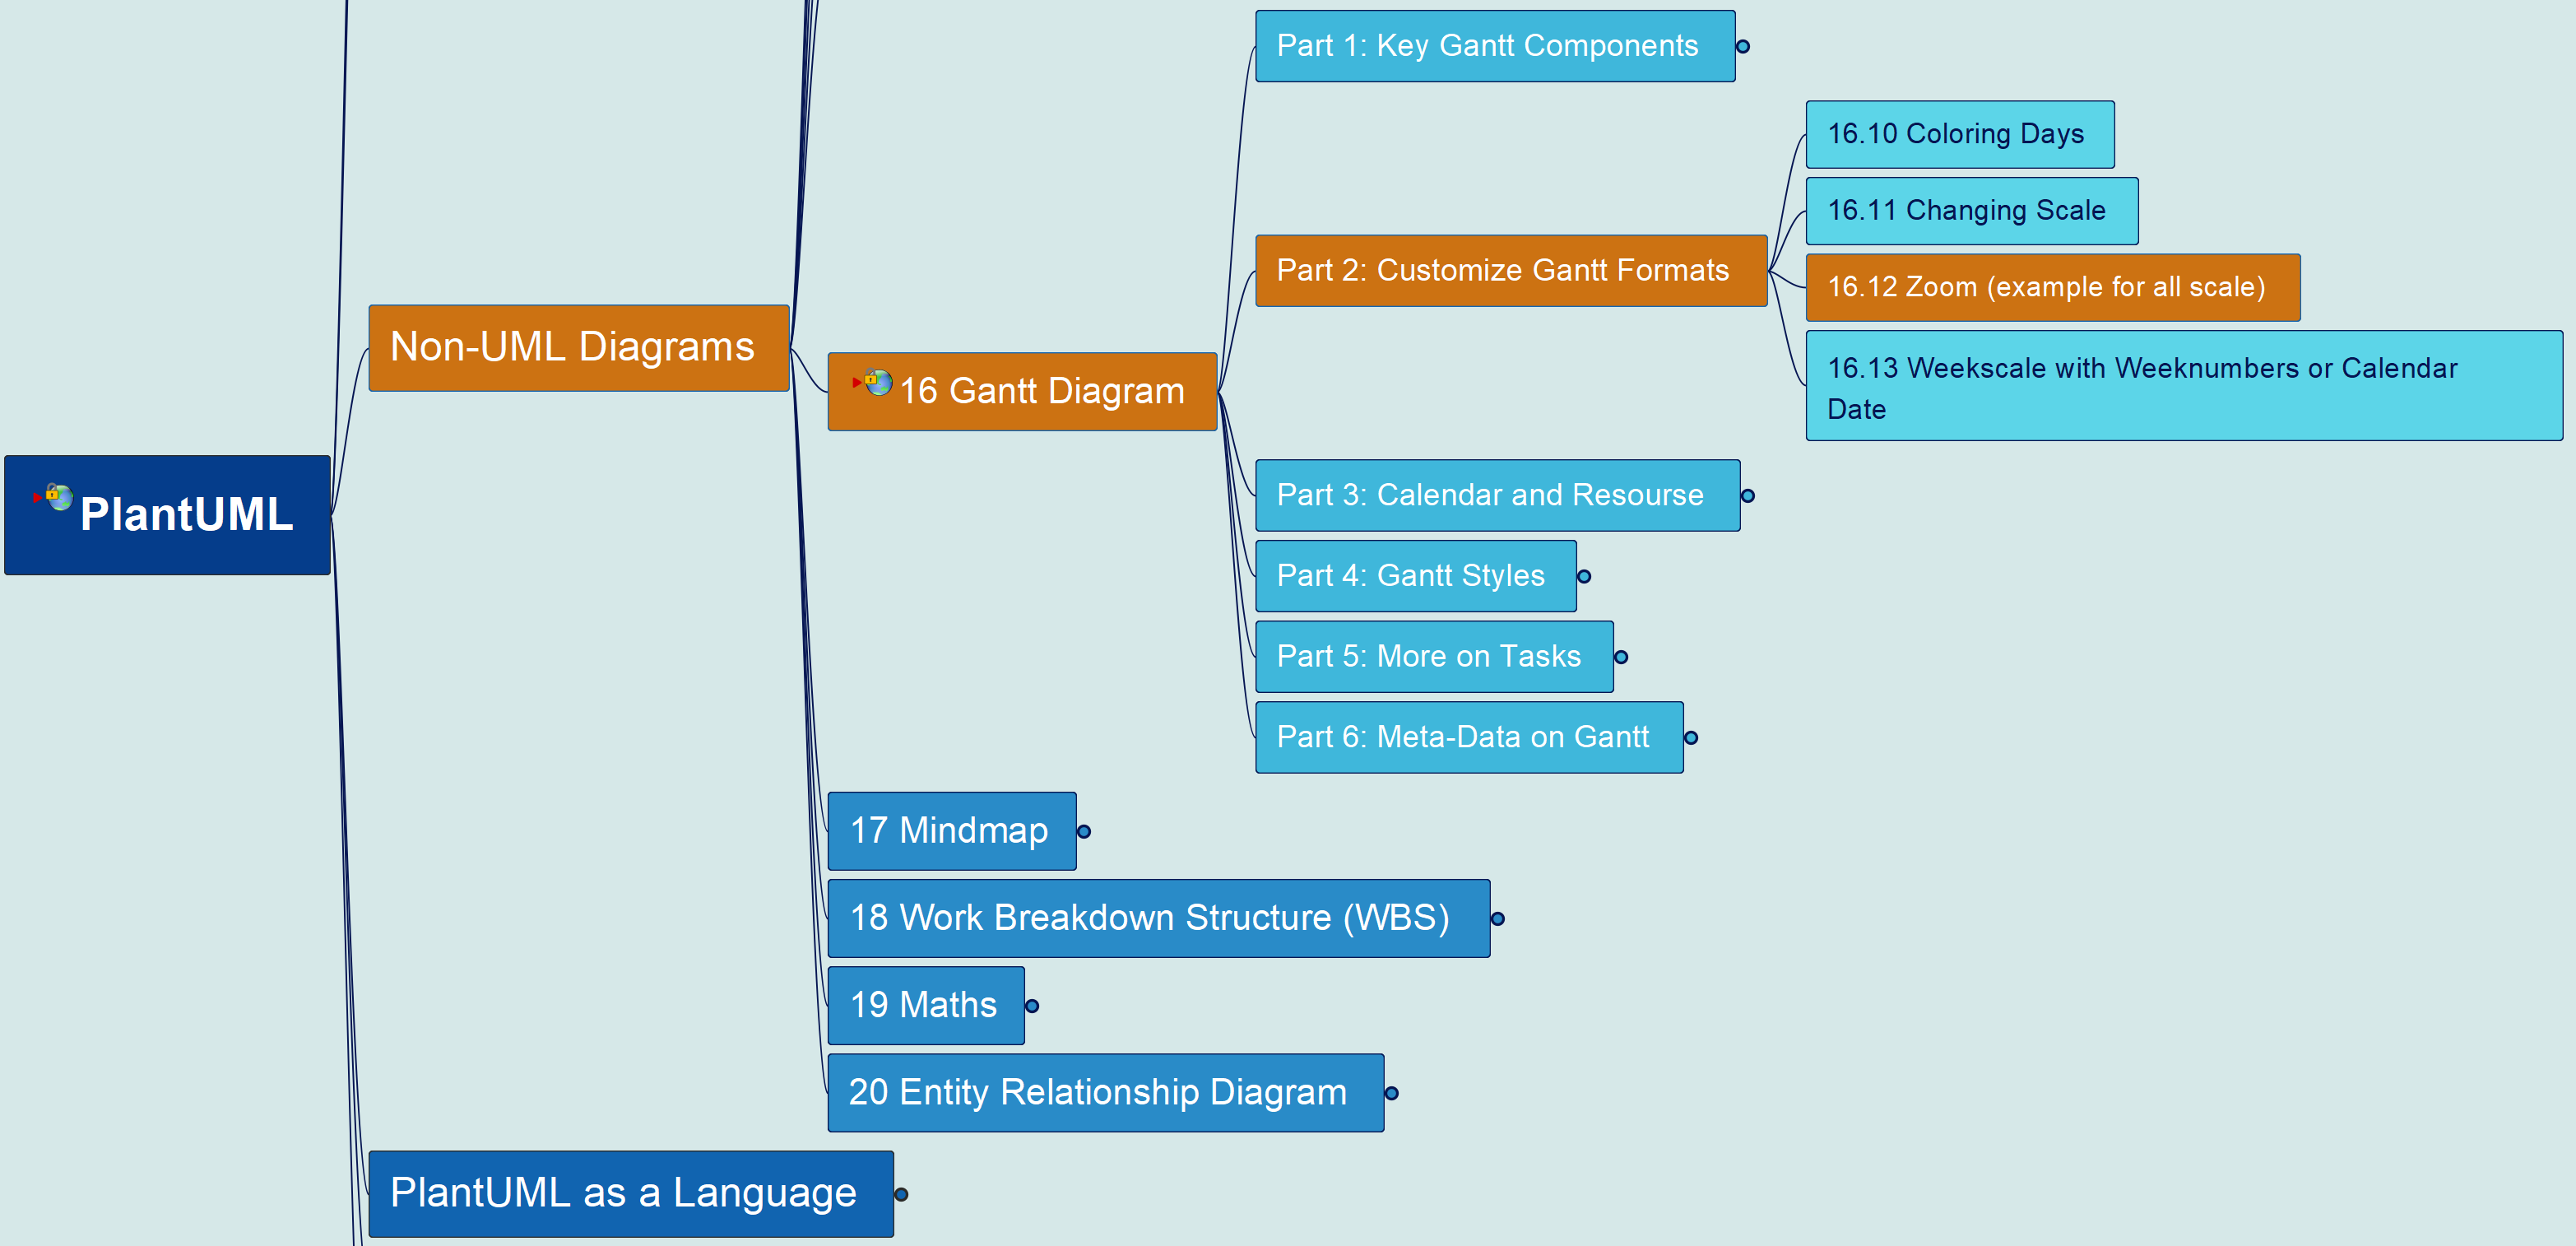 Part 1: Key Gantt Components
16.10 Coloring Days
16.11 Changing Scale
Part 2: Customize Gantt Formats
16.12 Zoom (example for all scale)
Non-UML Diagrams
16.13 Weekscale with Weeknumbers or Calendar
Date
16 Gantt Diagram
PlantUML
Part 3: Calendar and Resourse
Part 4: Gantt Styles
Part 5: More on Tasks
Part 6: Meta-Data on Gantt
17 Mindmap
18 Work Breakdown Structure (WBS)
19 Maths
20 Entity Relationship Diagram
PlantUML as a Language